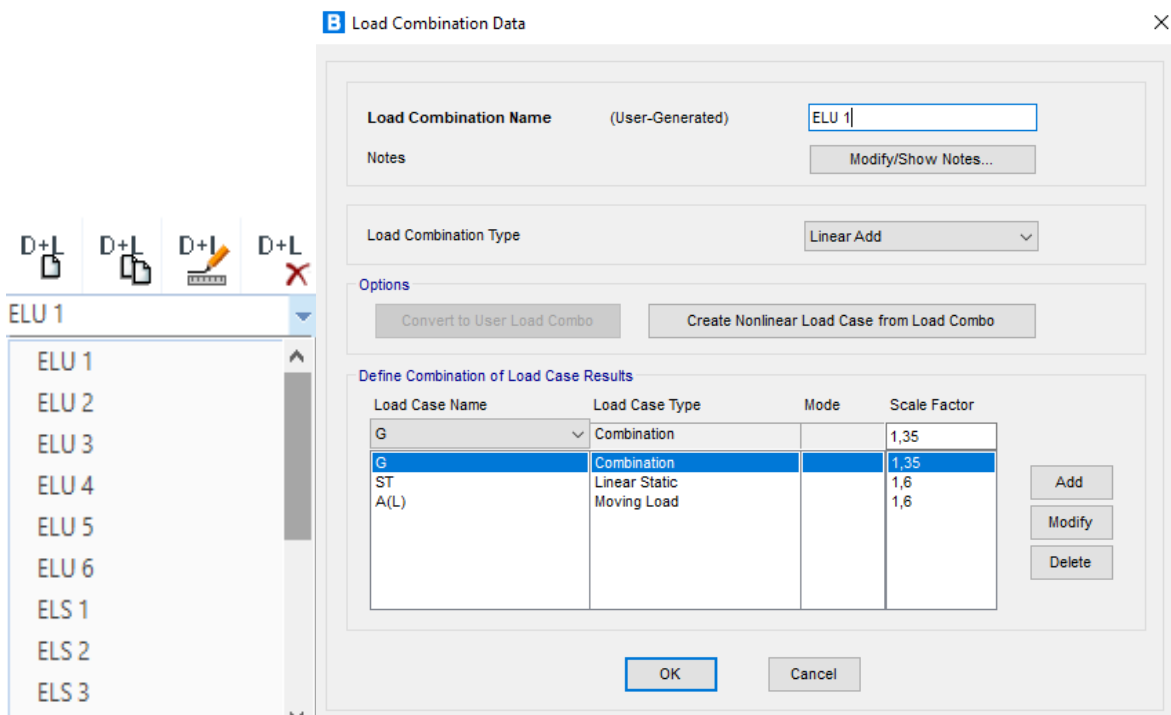 B Load Combination Data
Load Combination Name (User-Generated) ELU 1
Notes Modify/Show Notes...
Load Combination Type Linear Add
Options
Convert to User Load Combo Create Nonlinear Load Case from Load Combo
Define Combination of Load Case Results
Load Case Name Load Case Type Mode Scale Factor
G Combination 1,35
G Combination 1,35
ST Linear Static 1,6
A(L) Moving Load 1,6
Add
Modify
Delete
OK Cancel
D+L D+L D+L D+L
ELU 1
ELU 1
ELU 2
ELU 3
ELU 4
ELU 5
ELU 6
ELS 1
ELS 2
ELS 3